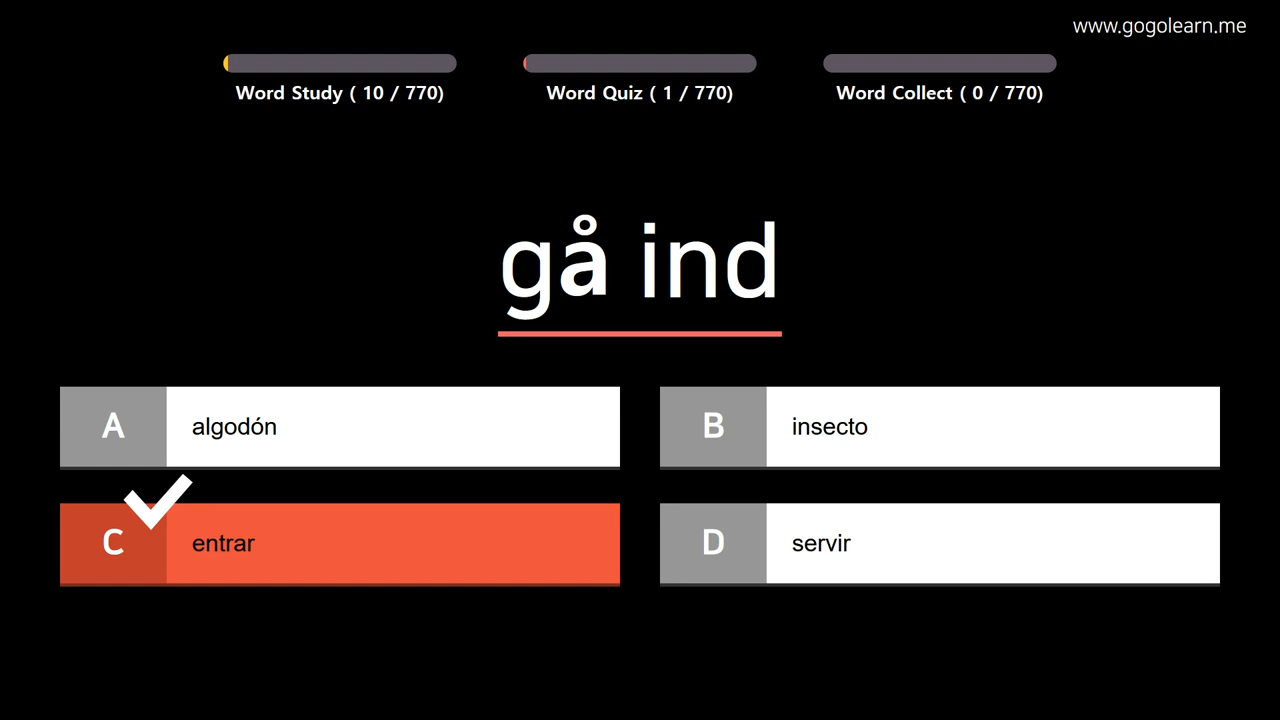 www.gogolearn.me
Word Study ( 10 / 770)
Word Quiz ( 1 / 770)
Word Collect ( 0 / 770)
gå ind
A
algodón
B
insecto
C
entrar
D
servir